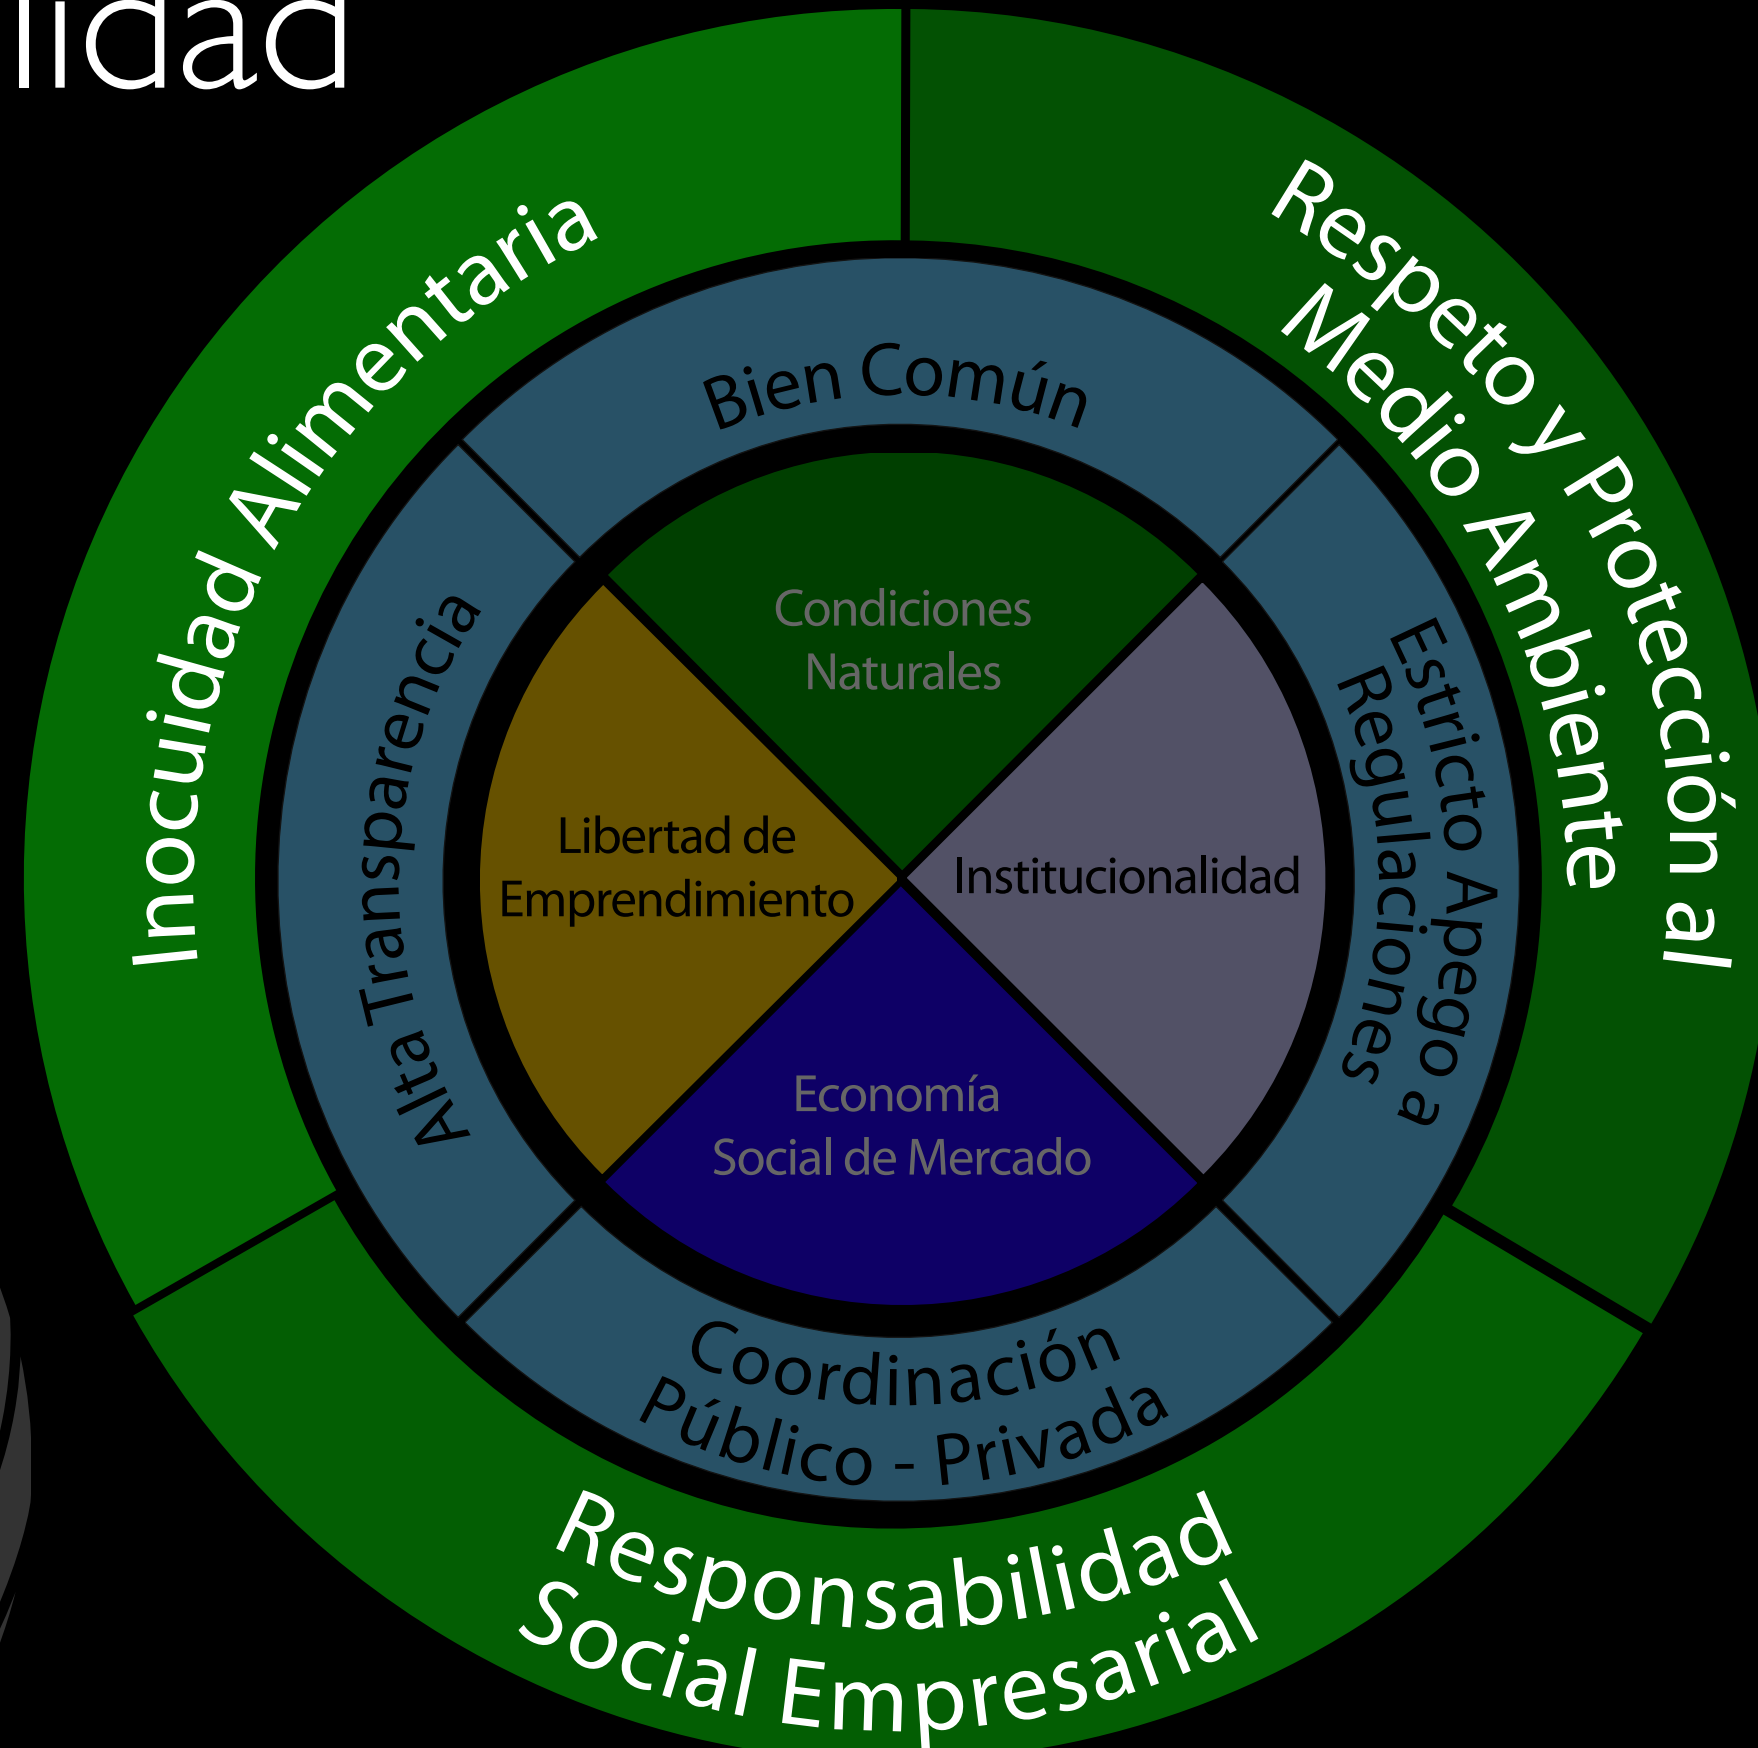 lidad
Inocuidad Alimentaria
Respeto y Protección al
Medio Ambiente
Bien Común
Alta Transparencia
Estricto Apego a
Regulaciones
Condiciones
Naturales
Libertad de
Emprendimiento
Institucionalidad
Economía
Social de Mercado
Coordinación
Público - Privada
Responsabilidad
Social Empresarial